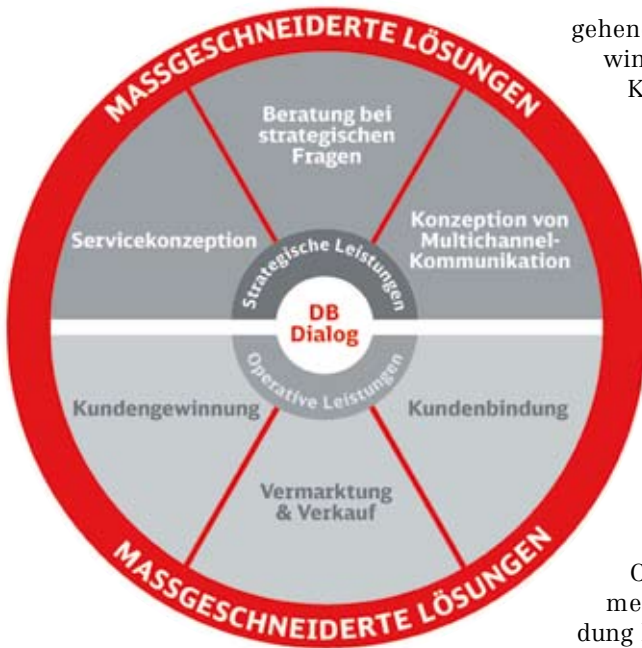 MASSGESCHNEIDERTE LÖSUNGEN
Beratung bei
strategischen
Fragen
Servicekonzeption
Konzeption von
Multichannel-
Kommunikation
Strategische Leistungen
DB
Dialog
Operative Leistungen
Kundengewinnung
Vermarktung
& Verkauf
Kundenbindung
MASSGESCHNEIDERTE LÖSUNGEN
gehen
win
K
O
me
dung